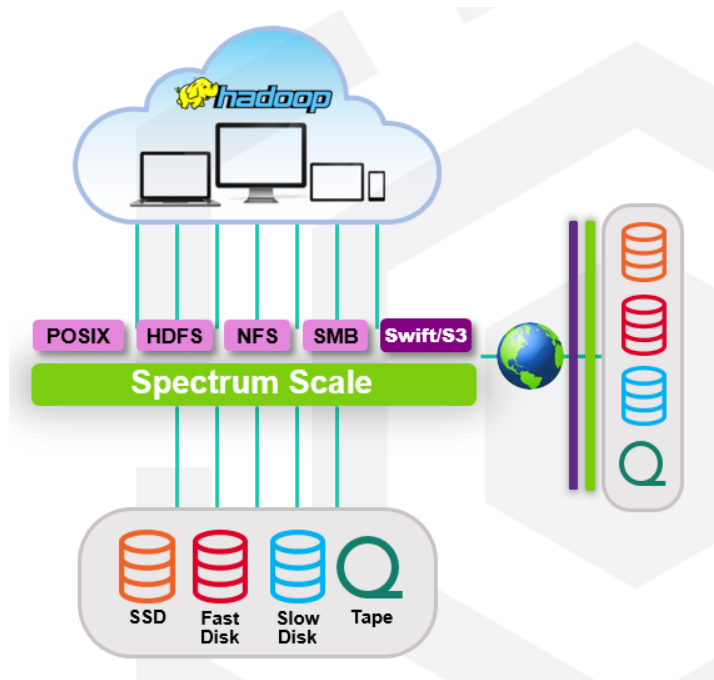 hadoop
POSIX HDFS NFS SMB Swift/S3
Spectrum Scale
SSD Fast Disk Slow Disk Tape